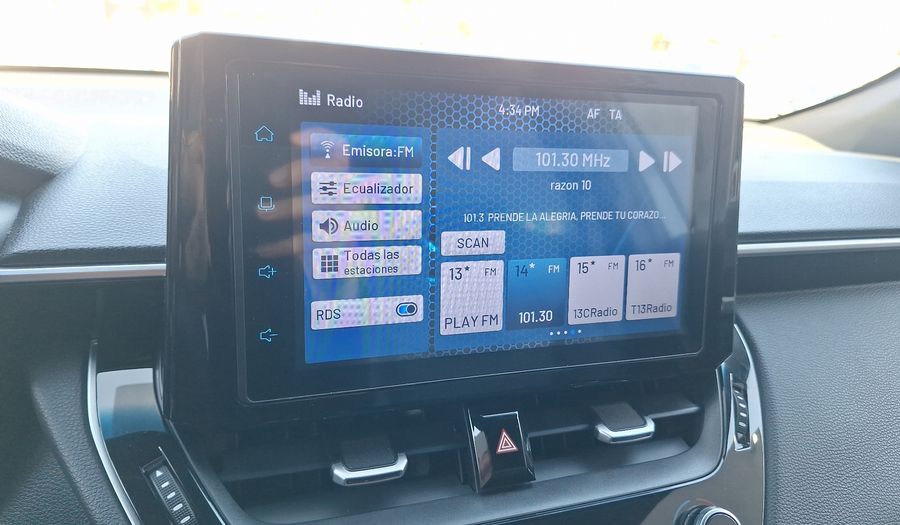 Radio
4:34 PM
AF TA
Emisora:FM
Ecualizador
Audio
Todas las
estaciones
RDS
101.30 MHz
razon 10
101.3 PRENDE LA ALEGRIA, PRENDE TU CORAZO...
SCAN
13* FM
PLAY FM
14* FM
101.30
15* FM
13CRadio
16* FM
T13Radio